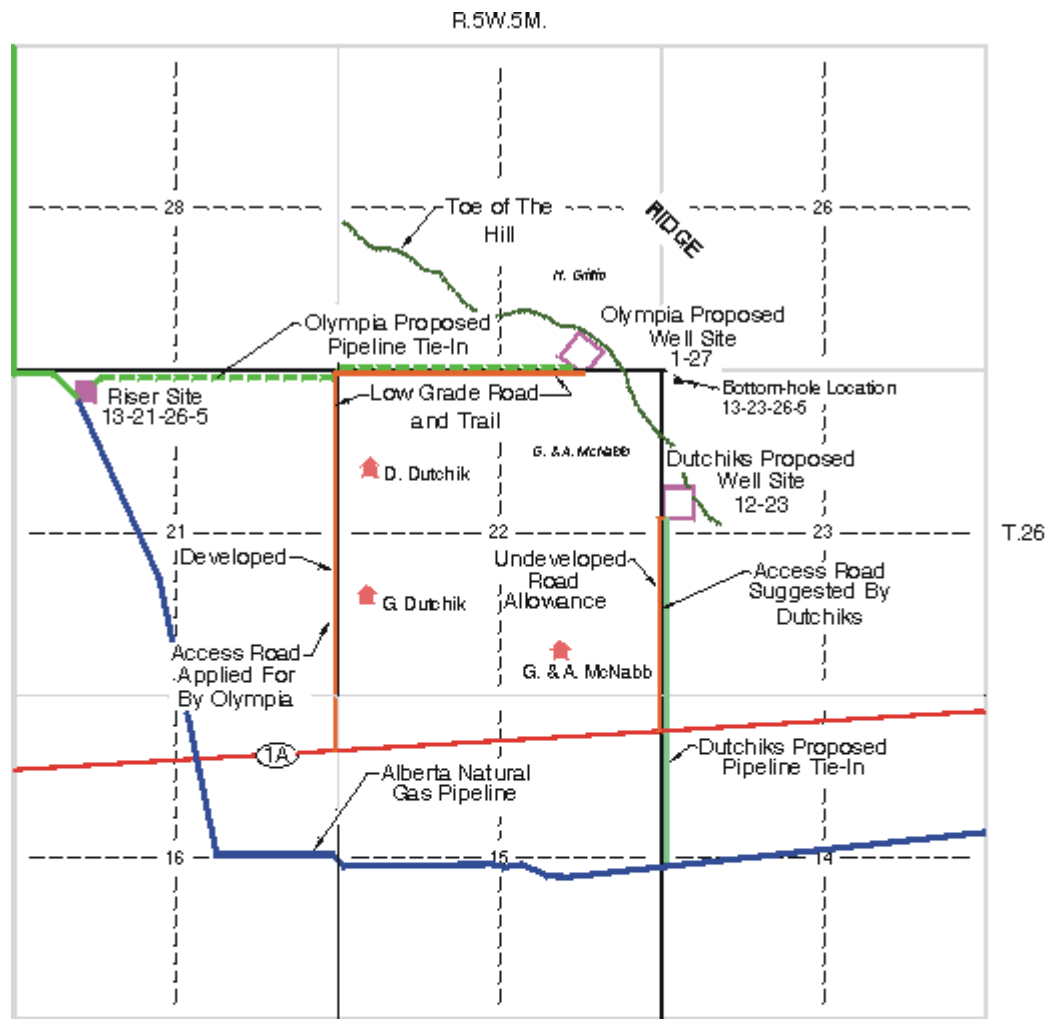 R.5W.5M.
28
Toe of The
Hill
RIDGE
26
H. Griffin
Olympia Proposed
Pipeline Tie-In
Olympia Proposed
Well Site
1-27
Riser Site
13-21-26-5
Low Grade Road
and Trail
Bottom-hole Location
13-23-26-5
G. & A. McNabb
D. Dutchik
Dutchiks Proposed
Well Site
12-23
21
22
23
T.26
Developed
Undeveloped
Road
Allowance
Access Road
Suggested By
Dutchiks
G. Dutchik
Access Road
Applied For
By Olympia
G. & A. McNabb
1A
Alberta Natural
Gas Pipeline
Dutchiks Proposed
Pipeline Tie-In
16
15
14